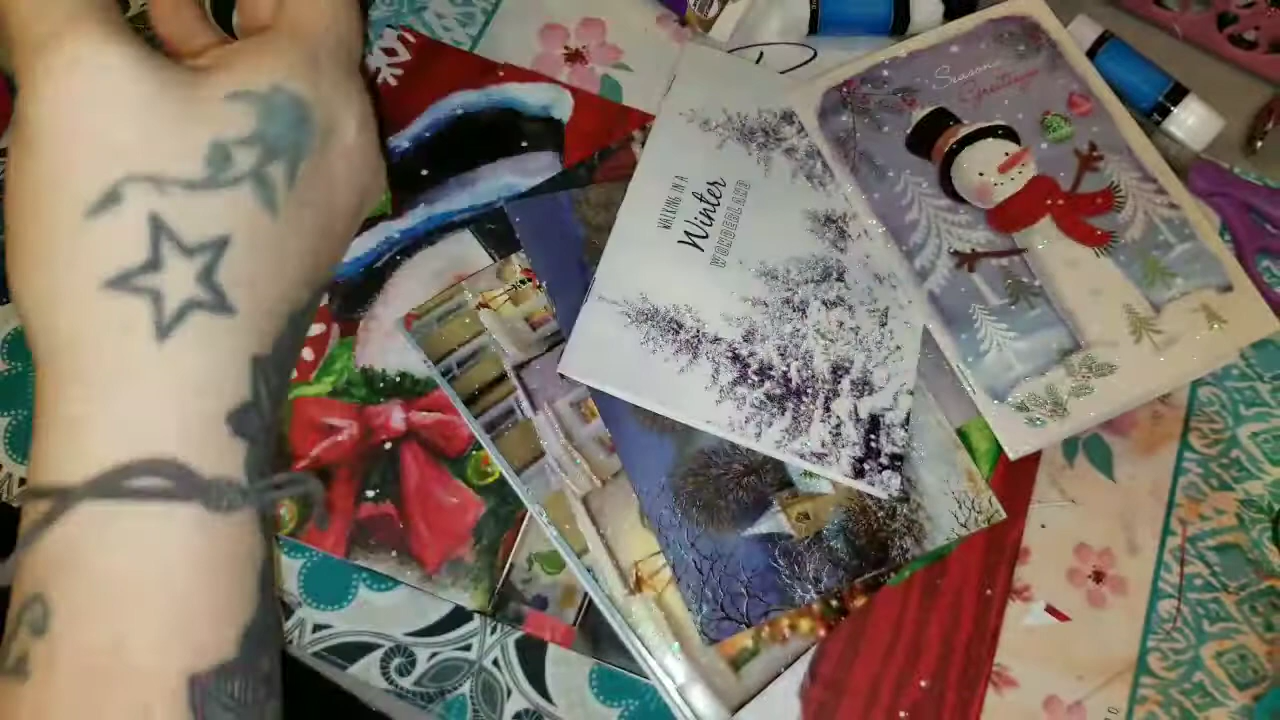 WALKING IN A
Winter
WONDERLAND
Season's
Greetings